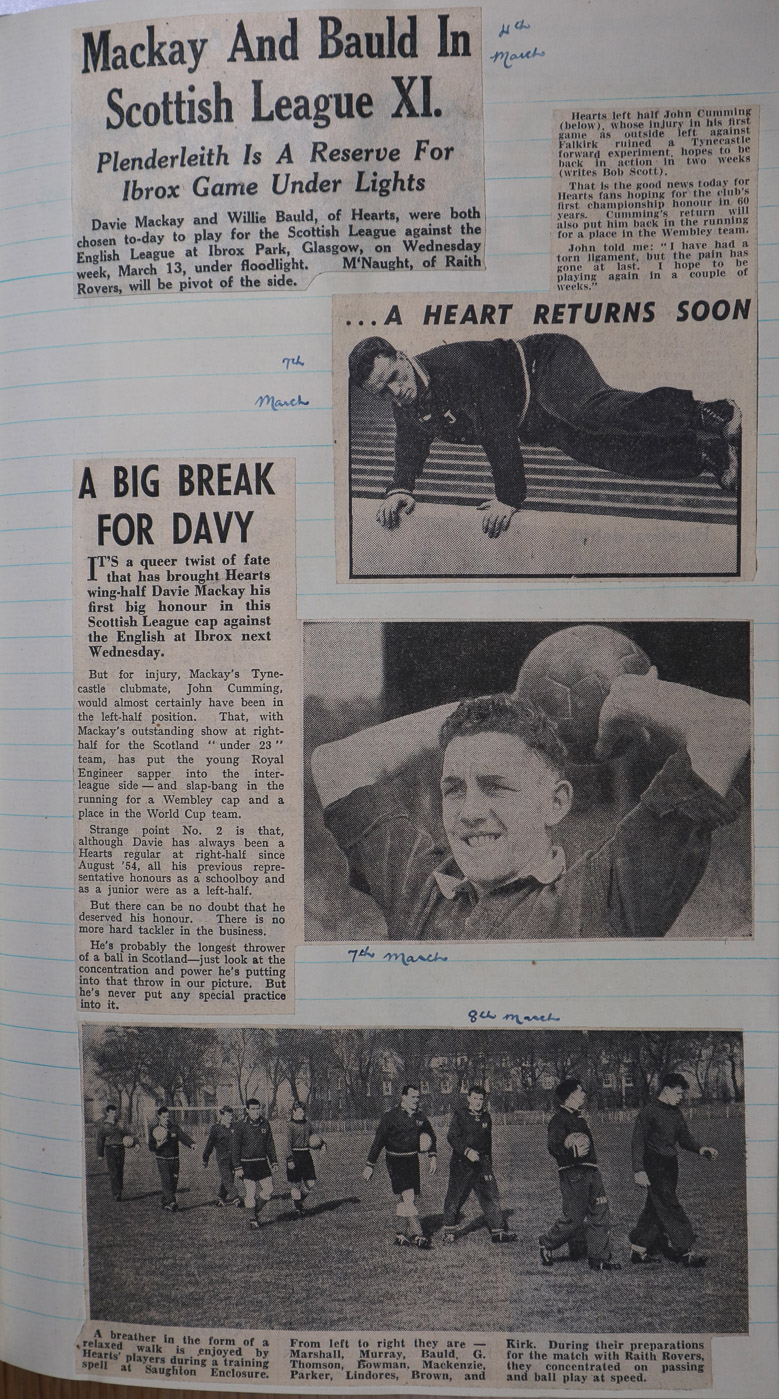 Mackay And Bauld In
Scottish League XI.
Plenderleith Is A Reserve For
Ibrox Game Under Lights
Davie Mackay and Willie Bauld, of Hearts, were both
chosen to-day to play for the Scottish League against the
English League at Ibrox Park, Glasgow, on Wednesday
week, March 13, under floodlight. M'Naught, of Raith
Rovers, will be pivot of the side.
4th
March
Hearts left half John Cumming
(below), whose injury in his first
game as outside left against
Falkirk ruined a Tynecastle
forward experiment, hopes to be
back in action in two weeks
(writes Bob Scott).
That is the good news today for
Hearts fans hoping for the club's
first championship honour in 60
years. Cumming's return will
also put him back in the running
for a place in the Wembley team.
John told me: "I have had a
torn ligament, but the pain has
gone at last. I hope to be
playing again in a couple of
weeks."
...A HEART RETURNS SOON
7th
March
A BIG BREAK
FOR DAVY
IT'S a queer twist of fate
that has brought Hearts
wing-half Davie Mackay his
first big honour in this
Scottish League cap against
the English at Ibrox next
Wednesday.
But for injury, Mackay's Tyne-
castle clubmate, John Cumming,
would almost certainly have been
in the left-half position. That, with
Mackay's outstanding show at right-
half for the Scotland "under 23"
team, has put the young Royal
Engineer sapper into the inter-
league side — and slap-bang in the
running for a Wembley cap and a
place in the World Cup team.
Strange point No. 2 is that,
although Davie has always been a
Hearts regular at right-half since
August '54, all his previous repre-
sentative honours as a schoolboy and
as a junior were as a left-half.
But there can be no doubt that he
deserved his honour. There is no
more hard tackler in the business.
He's probably the longest thrower
of a ball in Scotland—just look at the
concentration and power he's putting
into that throw in our picture. But
he's never put any special practice
into it.
7th March
8th March
A breather in the form of a
relaxed walk is enjoyed by
Hearts' players during a training
spell at Saughton Enclosure.
From left to right they are —
Marshall, Murray, Bauld, G.
Thomson, Bowman, Mackenzie,
Parker, Lindores, Brown, and
Kirk. During their preparations
for the match with Raith Rovers,
they concentrated on passing
and ball play at speed.